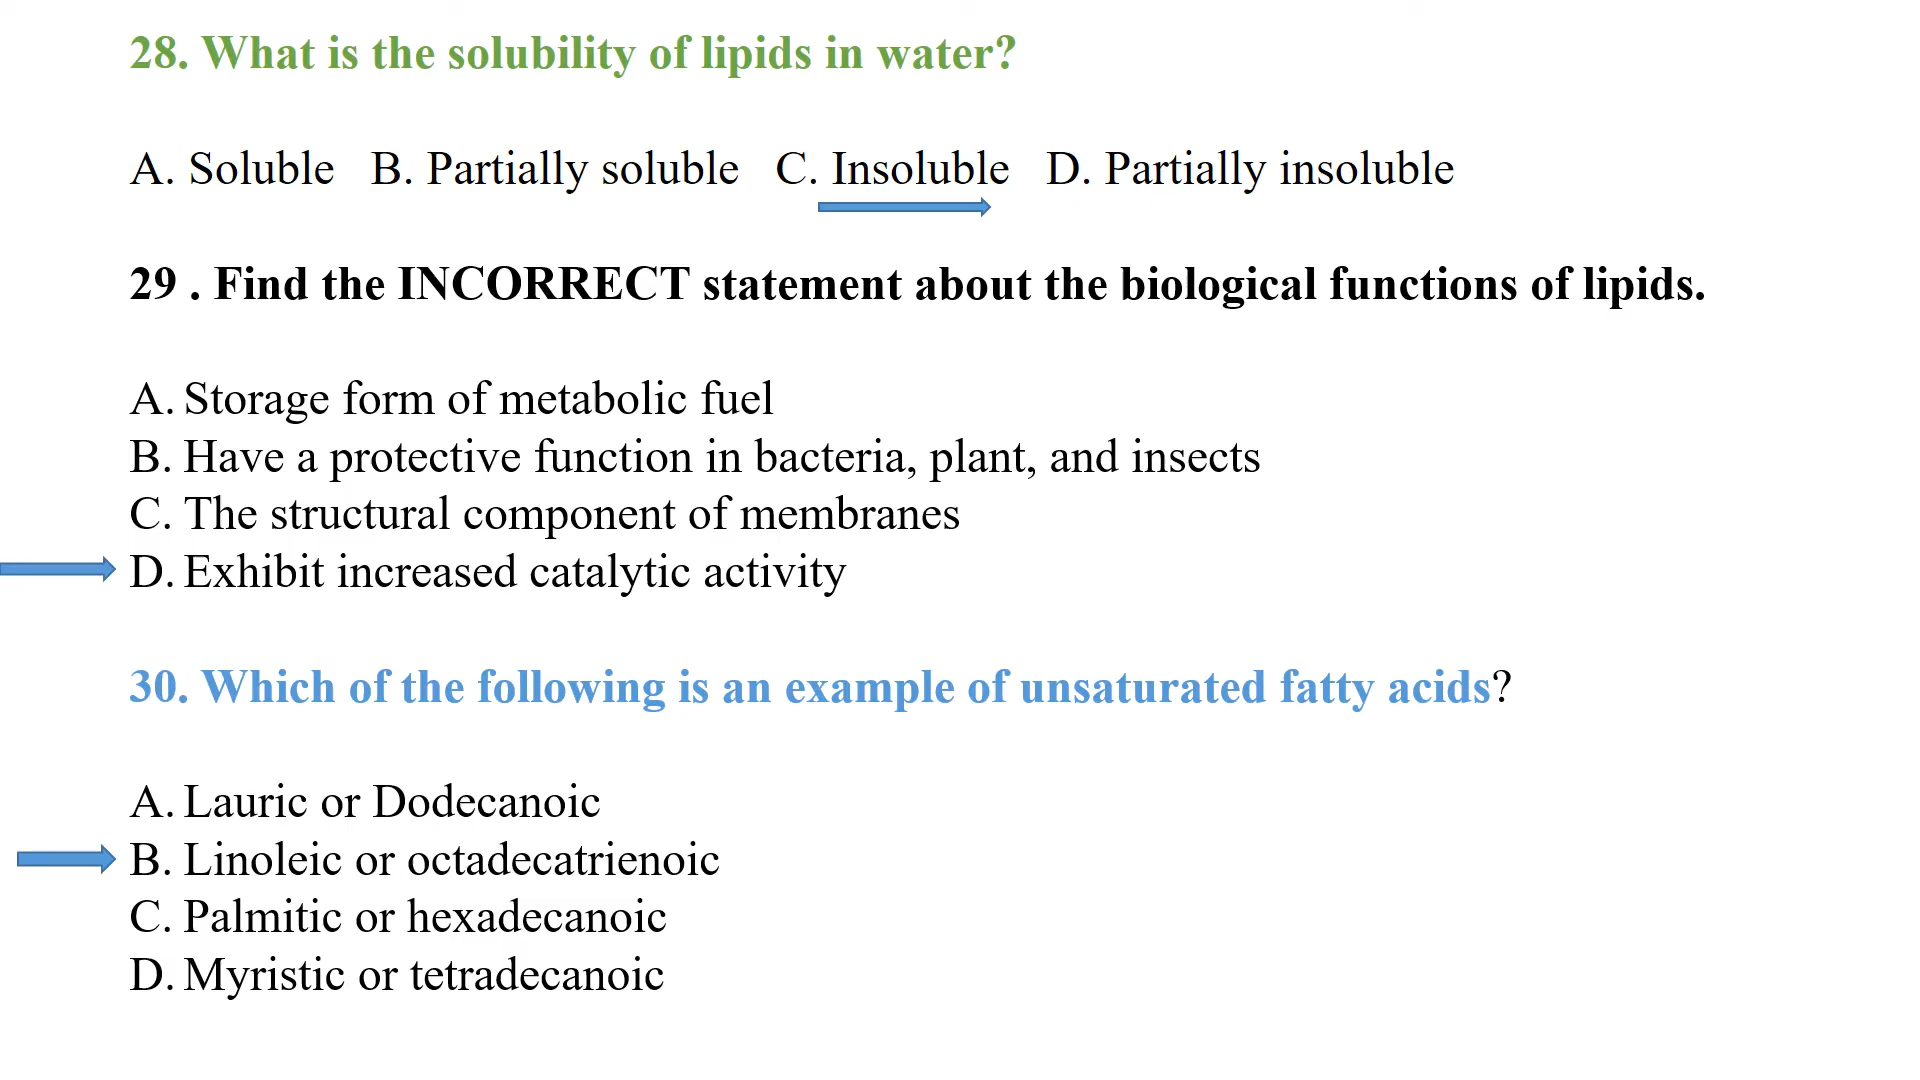 28. What is the solubility of lipids in water?
A. Soluble B. Partially soluble C. Insoluble D. Partially insoluble
29 . Find the INCORRECT statement about the biological functions of lipids.
A. Storage form of metabolic fuel
B. Have a protective function in bacteria, plant, and insects
C. The structural component of membranes
D. Exhibit increased catalytic activity
30. Which of the following is an example of unsaturated fatty acids?
A. Lauric or Dodecanoic
B. Linoleic or octadecatrienoic
C. Palmitic or hexadecanoic
D. Myristic or tetradecanoic